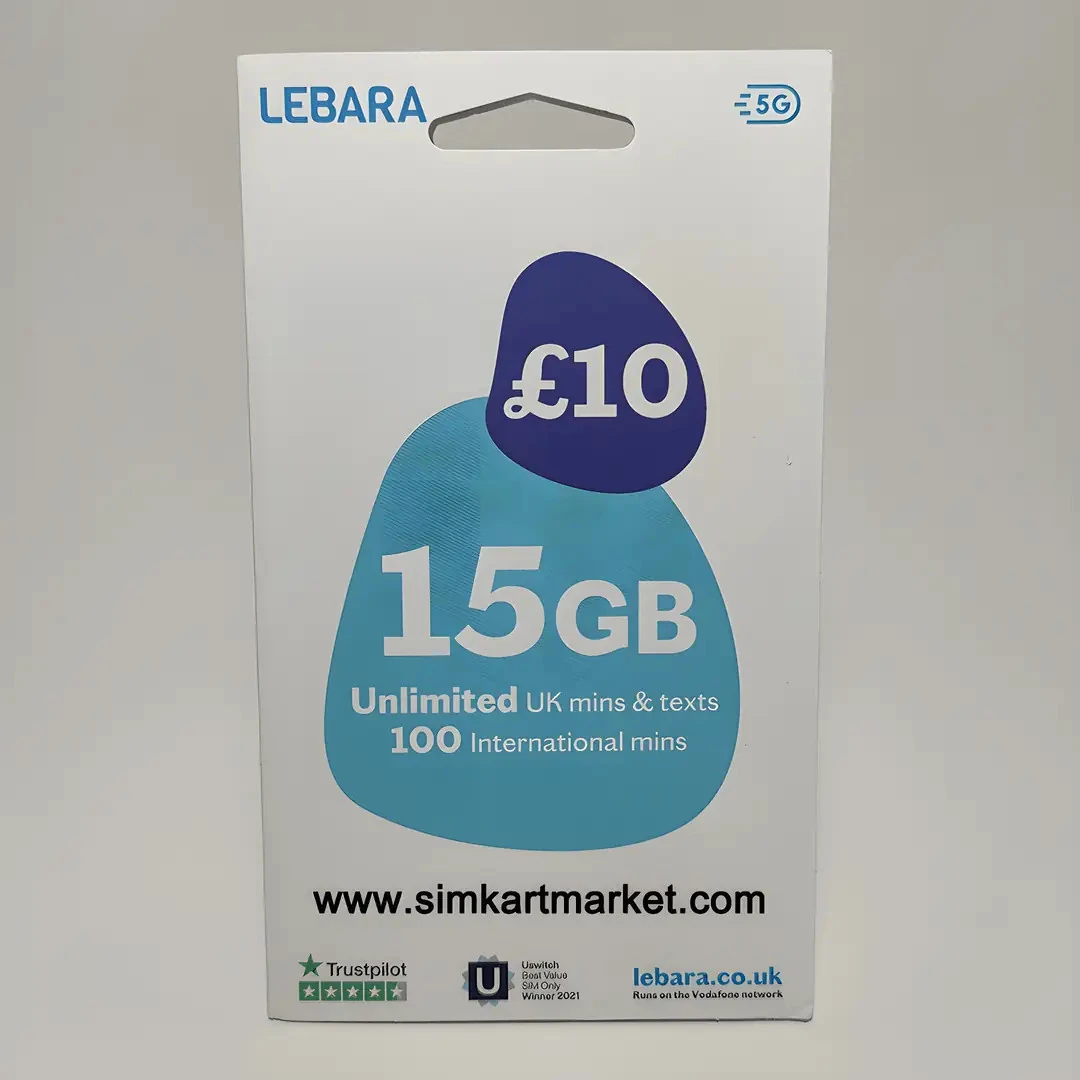 LEBARA
5G
£10
15GB
Unlimited UK mins & texts
100 International mins
www.simkartmarket.com
Trustpilot
U
Uswitch
Best Value
SIM Only
Winner 2021
lebara.co.uk
Runs on the Vodafone network